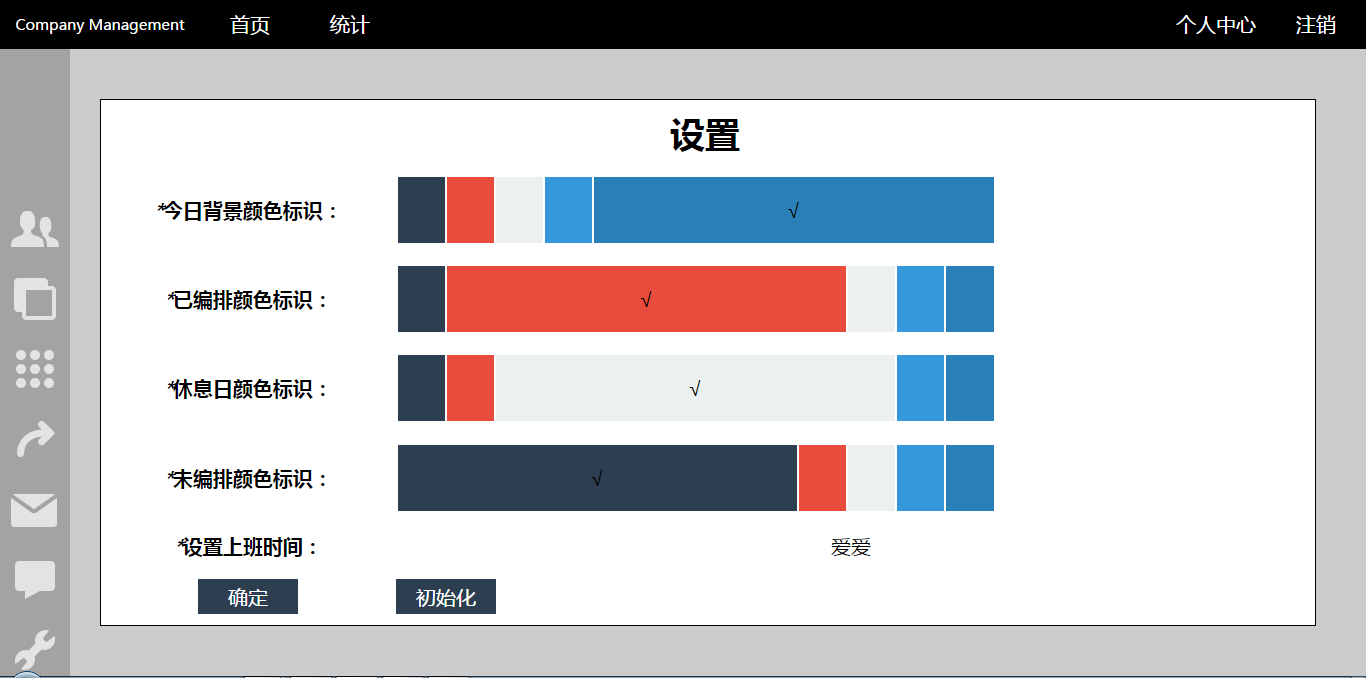 Company Management 首页 统计 个人中心 注销
设置
*今日背景颜色标识： √
*已编排颜色标识： √
*休息日颜色标识： √
*未编排颜色标识： √
*设置上班时间： 爱爱
确定 初始化